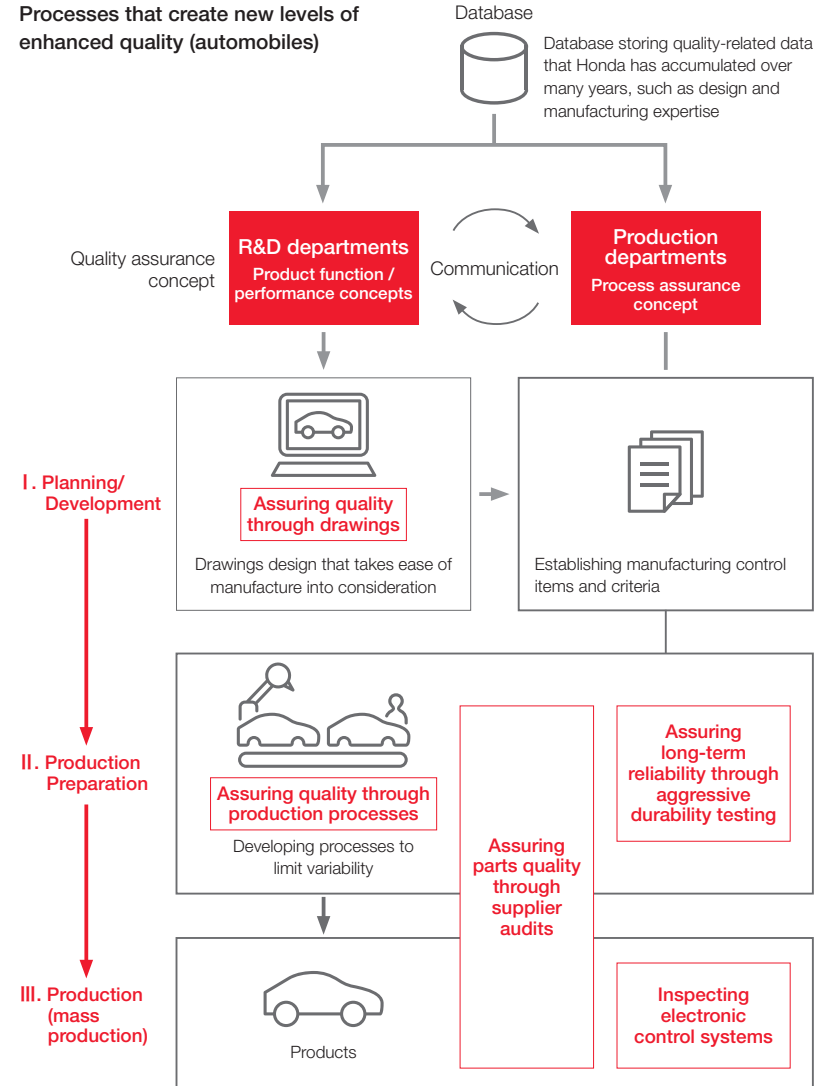 Processes that create new levels of
enhanced quality (automobiles)
Database
Database storing quality-related data
that Honda has accumulated over
many years, such as design and
manufacturing expertise
Quality assurance
concept
R&D departments
Product function /
performance concepts
Communication
Production
departments
Process assurance
concept
I. Planning/
Development
Assuring quality
through drawings
Drawings design that takes ease of
manufacture into consideration
Establishing manufacturing control
items and criteria
II. Production
Preparation
Assuring quality through
production processes
Developing processes to
limit variability
Assuring
parts quality
through
supplier
audits
Assuring
long-term
reliability through
aggressive
durability testing
III. Production
(mass
production)
Products
Inspecting
electronic
control systems